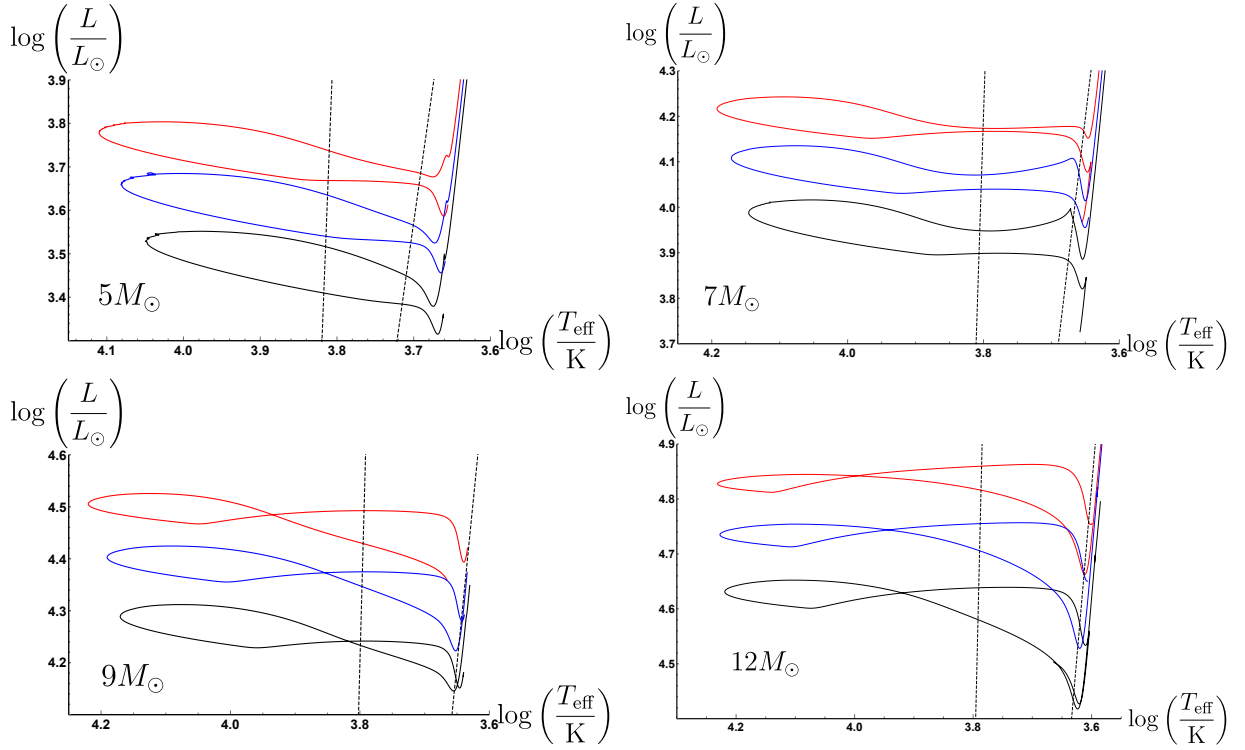 log (L/L☉)
3.9
3.8
3.7
3.6
3.5
3.4
5M☉
4.1 4.0 3.9 3.8 3.7 3.6
log (T_eff/K)
log (L/L☉)
4.3
4.2
4.1
4.0
3.9
3.8
3.7
7M☉
4.2 4.0 3.8 3.6
log (T_eff/K)
log (L/L☉)
4.6
4.5
4.4
4.3
4.2
9M☉
4.2 4.0 3.8 3.6
log (T_eff/K)
log (L/L☉)
4.9
4.8
4.7
4.6
4.5
12M☉
4.2 4.0 3.8 3.6
log (T_eff/K)